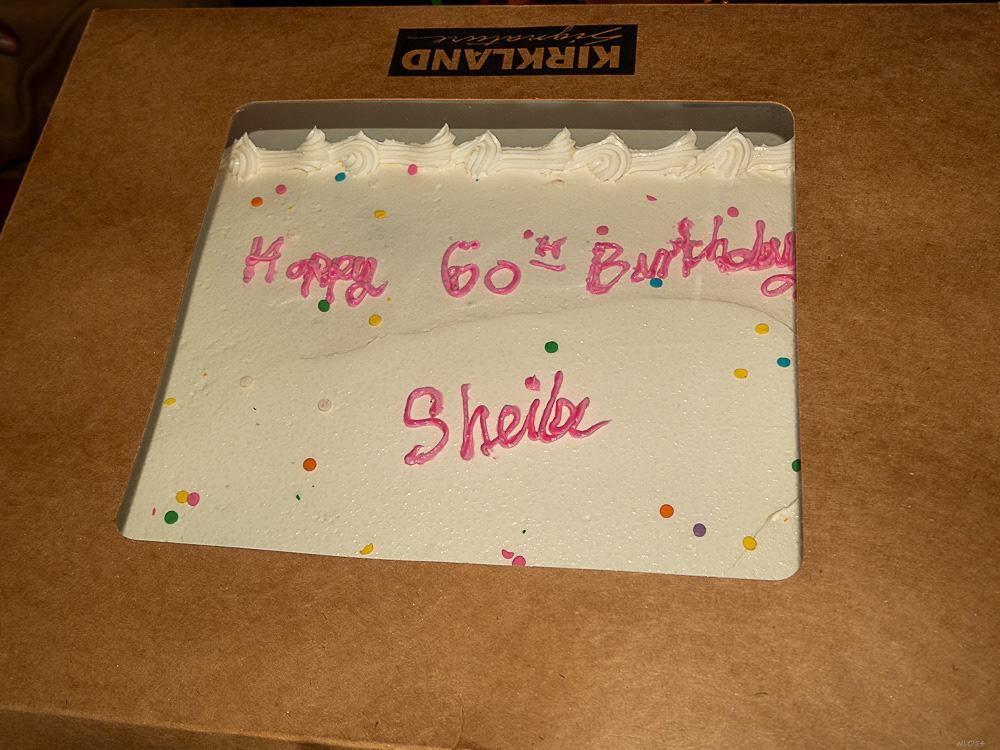 KIRKLAND
Signature
Happy 60TH Birthday
Sheila